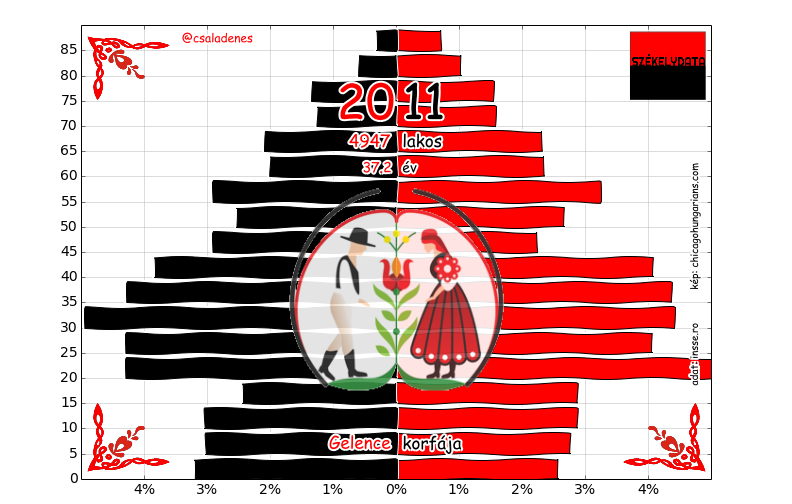 @csaladenes
SZÉKELYDATA
2011
4947 lakos
37,2 év
kép: chicagohungarians.com
adat: insse.ro
Gelence korfája
85
80
75
70
65
60
55
50
45
40
35
30
25
20
15
10
5
0
4% 3% 2% 1% 0% 1% 2% 3% 4%